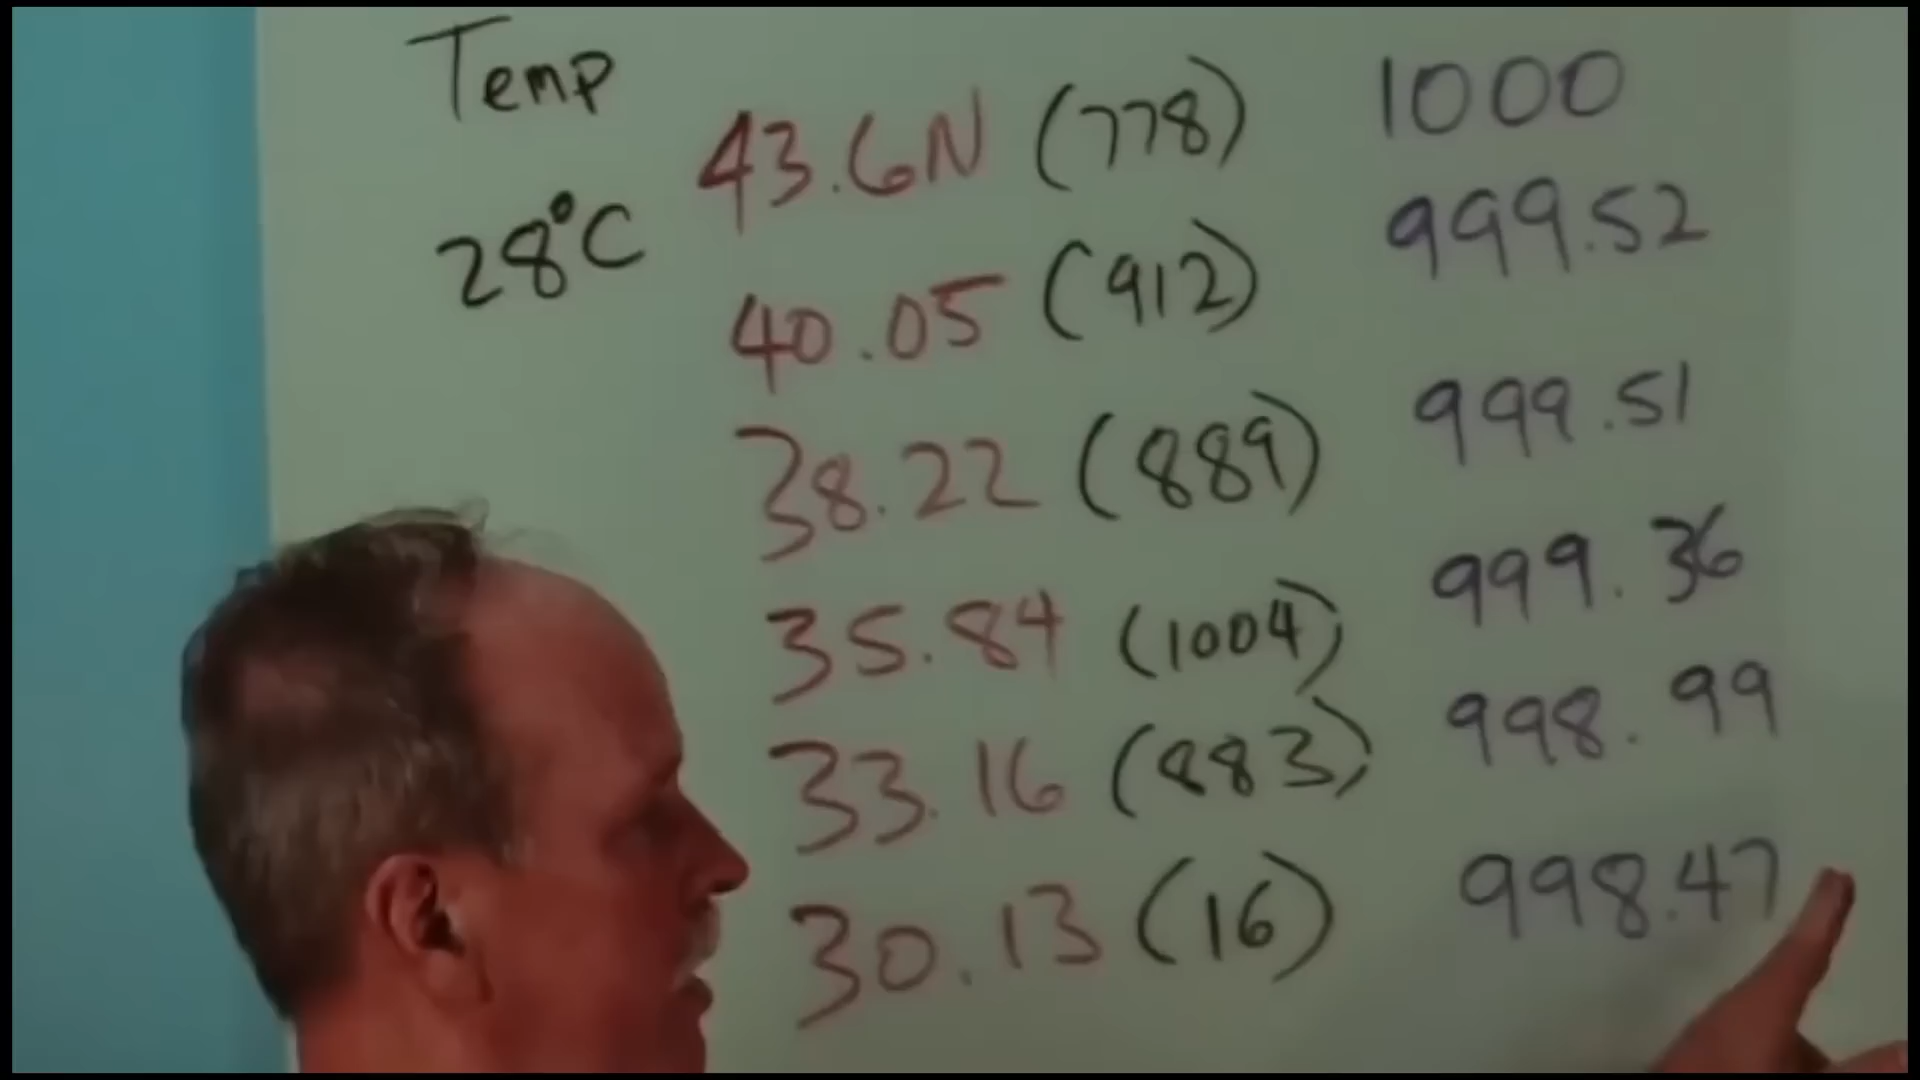 Temp
28°C
43.6N (778) 1000
40.05 (912) 999.52
38.22 (889) 999.51
35.84 (1004) 999.36
33.16 (883) 998.99
30.13 (16) 998.47